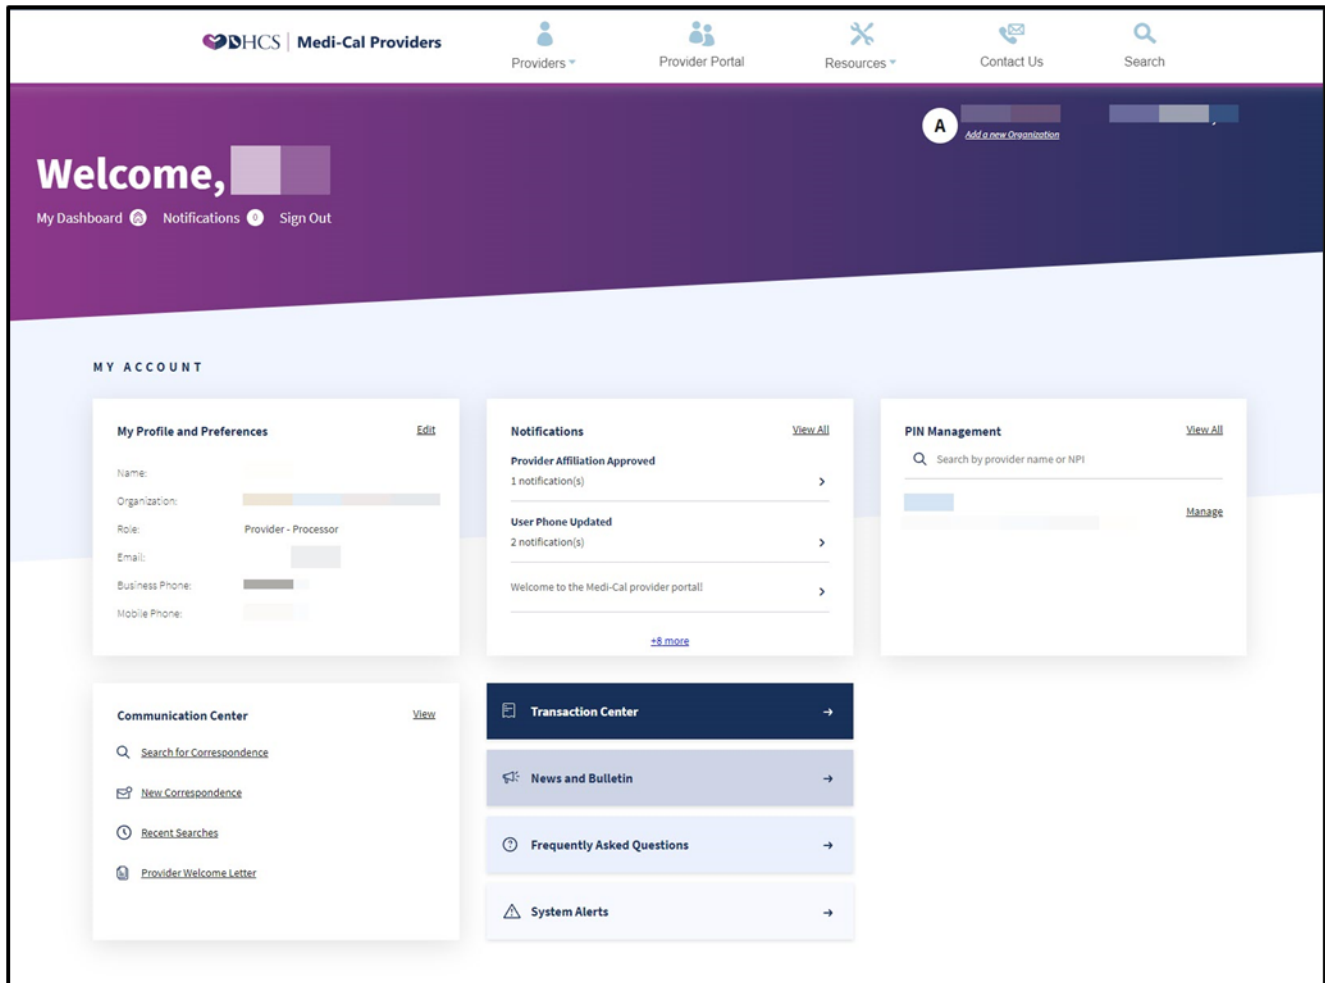 DHCS | Medi-Cal Providers
Providers
Provider Portal
Resources
Contact Us
Search
A
Add a new Organization
Welcome,
My Dashboard
Notifications 0
Sign Out
MY ACCOUNT
My Profile and Preferences
Edit
Name:
Organization:
Role: Provider - Processor
Email:
Business Phone:
Mobile Phone:
Notifications
View All
Provider Affiliation Approved
1 notification(s)
User Phone Updated
2 notification(s)
Welcome to the Medi-Cal provider portal!
+8 more
PIN Management
View All
Search by provider name or NPI
Manage
Communication Center
View
Search for Correspondence
New Correspondence
Recent Searches
Provider Welcome Letter
Transaction Center
News and Bulletin
Frequently Asked Questions
System Alerts